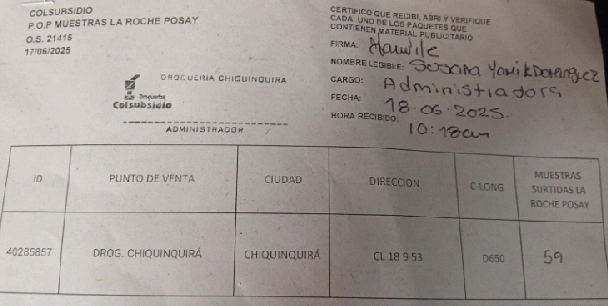 COLSUBSIDIO
P.O.P MUESTRAS LA ROCHE POSAY
O.S. 21415
17/06/2025
CERTIFICO QUE RECIBI, ABRI Y VERIFIQUE
CADA UNO DE LOS PAQUETES QUE
CONTIENEN MATERIAL PUBLICITARIO
FIRMA:
NOMBRE LEGIBLE: Susana
CARGO: Administradora
FECHA: 18-06-2025.
HORA RECIBIDO: 10:18am
DROGUERIA CHIQUINQUIRA
Droguerías
Colsubsidio
ADMINISTRADOR
ID PUNTO DE VENTA CIUDAD DIRECCION C-LONG MUESTRAS
SURTIDAS LA
ROCHE POSAY
40285857 DROG. CHIQUINQUIRÁ CHIQUINQUIRÁ CL 18 9 53 D650 59